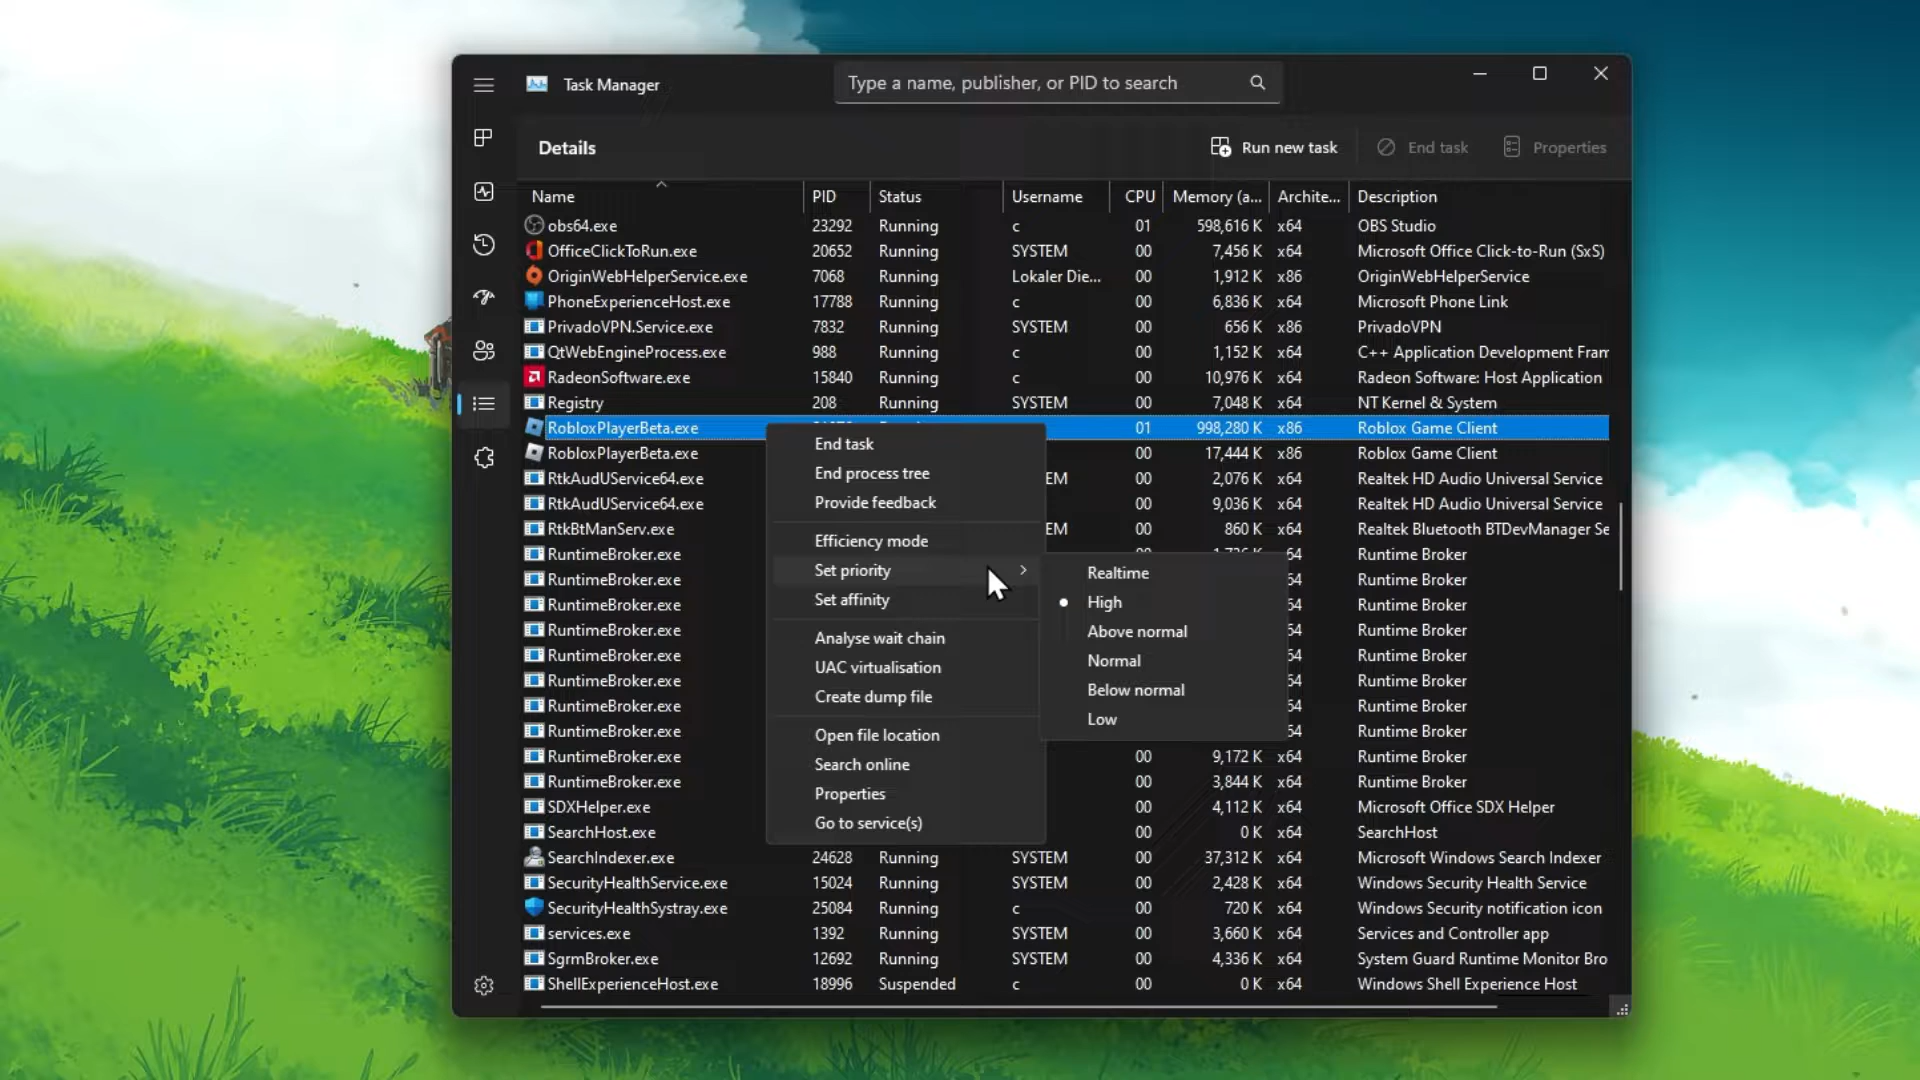 Task Manager
Type a name, publisher, or PID to search
Details
Run new task
End task
Properties
Name PID Status Username CPU Memory (a... Archite... Description
obs64.exe 23292 Running c 01 598,616 K x64 OBS Studio
OfficeClickToRun.exe 20652 Running SYSTEM 00 7,456 K x64 Microsoft Office Click-to-Run (SxS)
OriginWebHelperService.exe 7068 Running Lokaler Die... 00 1,912 K x86 OriginWebHelperService
PhoneExperienceHost.exe 17788 Running c 00 6,836 K x64 Microsoft Phone Link
PrivadoVPN.Service.exe 7832 Running SYSTEM 00 656 K x86 PrivadoVPN
QtWebEngineProcess.exe 988 Running c 00 1,152 K x64 C++ Application Development Fram
RadeonSoftware.exe 15840 Running c 00 10,976 K x64 Radeon Software: Host Application
Registry 208 Running SYSTEM 00 7,048 K x64 NT Kernel & System
RobloxPlayerBeta.exe 01 998,280 K x86 Roblox Game Client
RobloxPlayerBeta.exe 00 17,444 K x86 Roblox Game Client
RtkAudUService64.exe EM 00 2,076 K x64 Realtek HD Audio Universal Service
RtkAudUService64.exe 00 9,036 K x64 Realtek HD Audio Universal Service
RtkBtManServ.exe EM 00 860 K x64 Realtek Bluetooth BTDevManager Se
RuntimeBroker.exe 64 Runtime Broker
RuntimeBroker.exe 64 Runtime Broker
RuntimeBroker.exe 64 Runtime Broker
RuntimeBroker.exe 64 Runtime Broker
RuntimeBroker.exe 64 Runtime Broker
RuntimeBroker.exe 64 Runtime Broker
RuntimeBroker.exe 64 Runtime Broker
RuntimeBroker.exe 64 Runtime Broker
RuntimeBroker.exe 00 9,172 K x64 Runtime Broker
RuntimeBroker.exe 00 3,844 K x64 Runtime Broker
SDXHelper.exe 00 4,112 K x64 Microsoft Office SDX Helper
SearchHost.exe 00 0 K x64 SearchHost
SearchIndexer.exe 24628 Running SYSTEM 00 37,312 K x64 Microsoft Windows Search Indexer
SecurityHealthService.exe 15024 Running SYSTEM 00 2,428 K x64 Windows Security Health Service
SecurityHealthSystray.exe 25084 Running c 00 720 K x64 Windows Security notification icon
services.exe 1392 Running SYSTEM 00 3,660 K x64 Services and Controller app
SgrmBroker.exe 12692 Running SYSTEM 00 4,336 K x64 System Guard Runtime Monitor Bro
ShellExperienceHost.exe 18996 Suspended c 00 0 K x64 Windows Shell Experience Host
End task
End process tree
Provide feedback
Efficiency mode
Set priority
Set affinity
Analyse wait chain
UAC virtualisation
Create dump file
Open file location
Search online
Properties
Go to service(s)
Realtime
High
Above normal
Normal
Below normal
Low